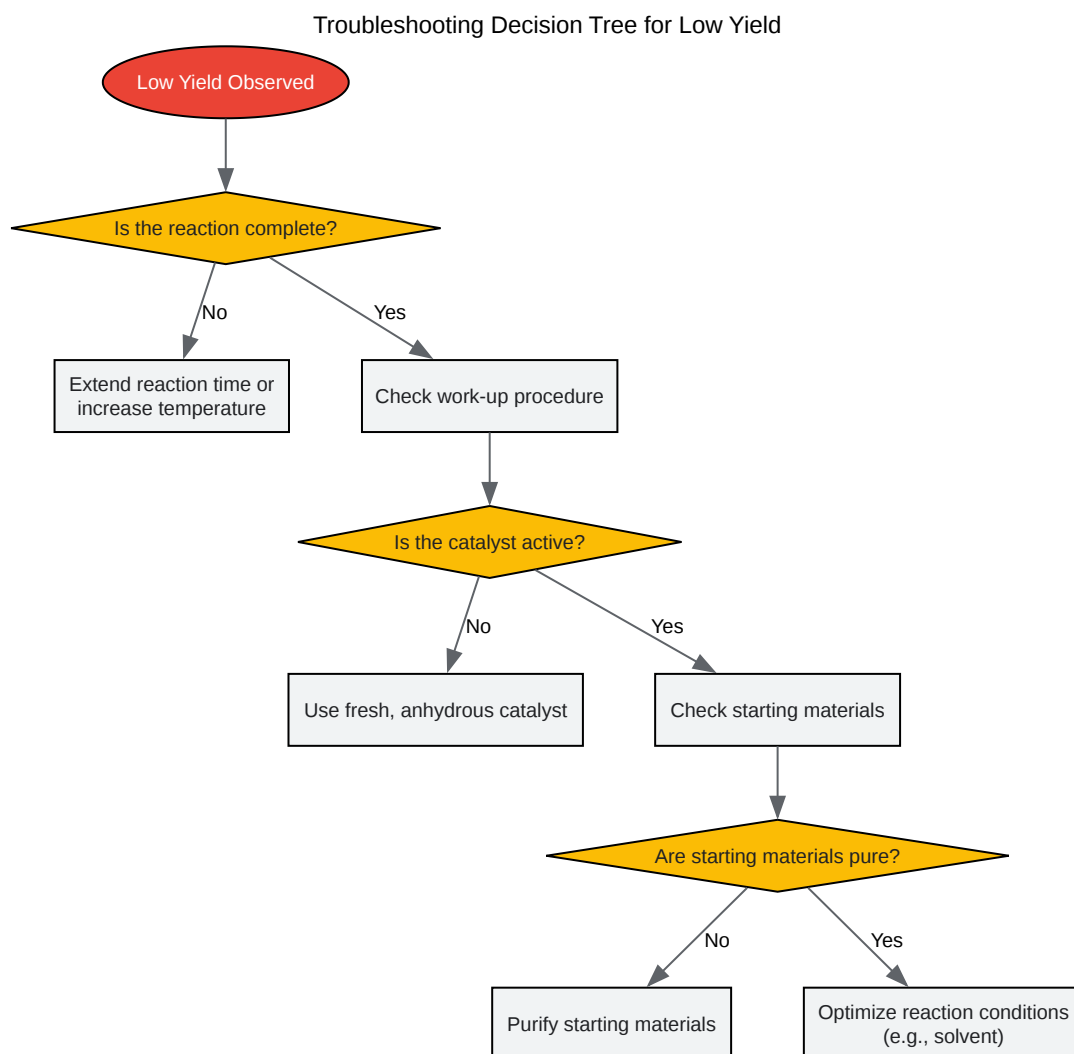 Troubleshooting Decision Tree for Low Yield
Low Yield Observed
Is the reaction complete?
No
Yes
Extend reaction time or
increase temperature
Check work-up procedure
Is the catalyst active?
No
Yes
Use fresh, anhydrous catalyst
Check starting materials
Are starting materials pure?
No
Yes
Purify starting materials
Optimize reaction conditions
(e.g., solvent)